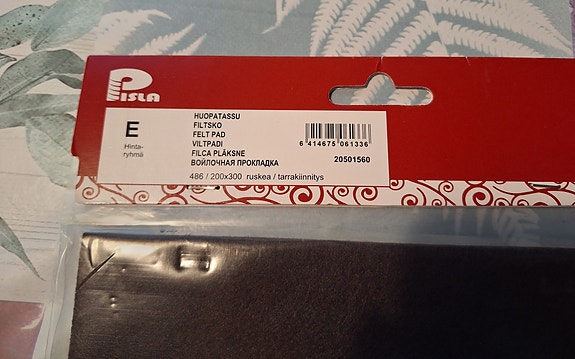 PISLA
E
Hinta-
ryhmä
HUOPATASSU
FILTSKO
FELT PAD
VILTPADI
FILCA PLĀKSNE
ВОЙЛОЧНАЯ ПРОКЛАДКА
486 / 200x300 ruskea / tarrakiinnitys
6 414675 061336
20501560